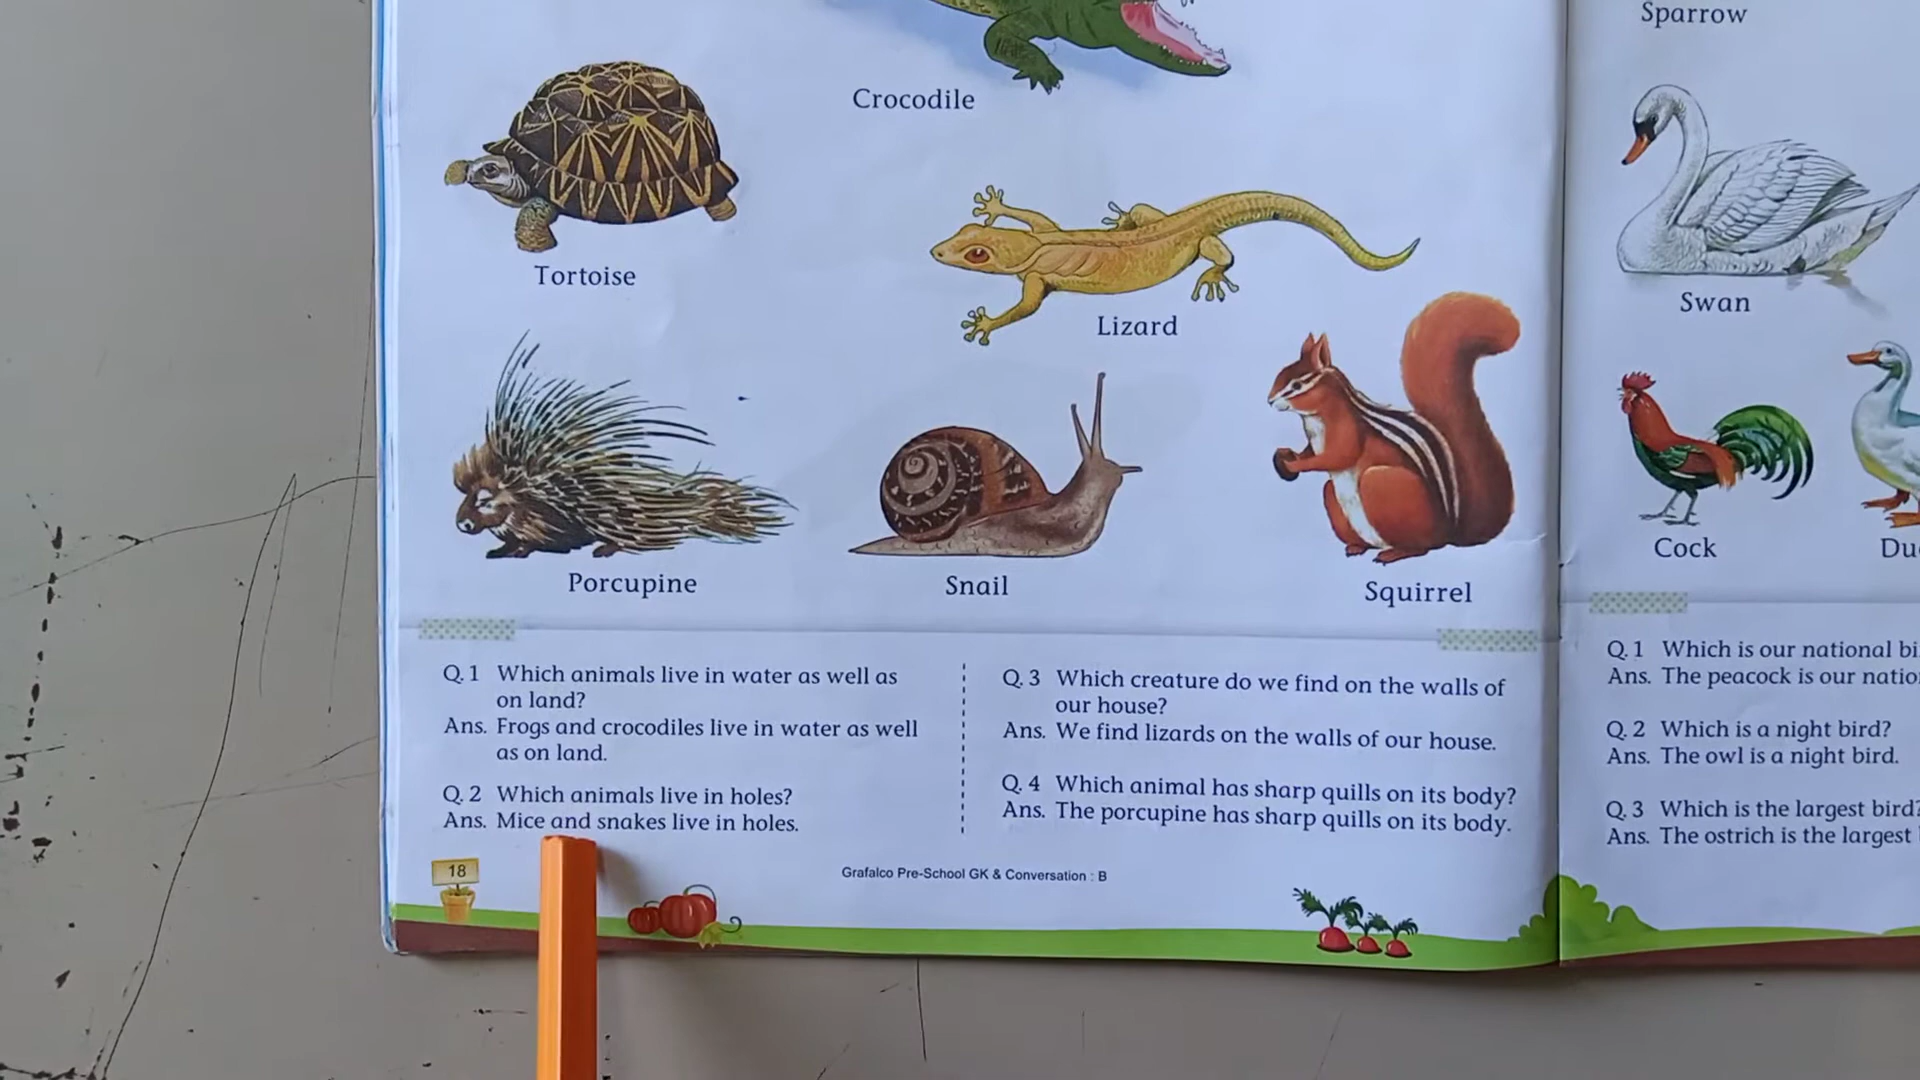 Crocodile
Tortoise
Lizard
Porcupine
Snail
Squirrel
Q. 1 Which animals live in water as well as
on land?
Ans. Frogs and crocodiles live in water as well
as on land.
Q. 2 Which animals live in holes?
Ans. Mice and snakes live in holes.
Q. 3 Which creature do we find on the walls of
our house?
Ans. We find lizards on the walls of our house.
Q. 4 Which animal has sharp quills on its body?
Ans. The porcupine has sharp quills on its body.
18
Grafalco Pre-School GK & Conversation : B
Sparrow
Swan
Cock
Q. 1 Which is our national
Ans. The peacock is our
Q. 2 Which is a night bird?
Ans. The owl is a night bird.
Q. 3 Which is the largest bird?
Ans. The ostrich is the largest